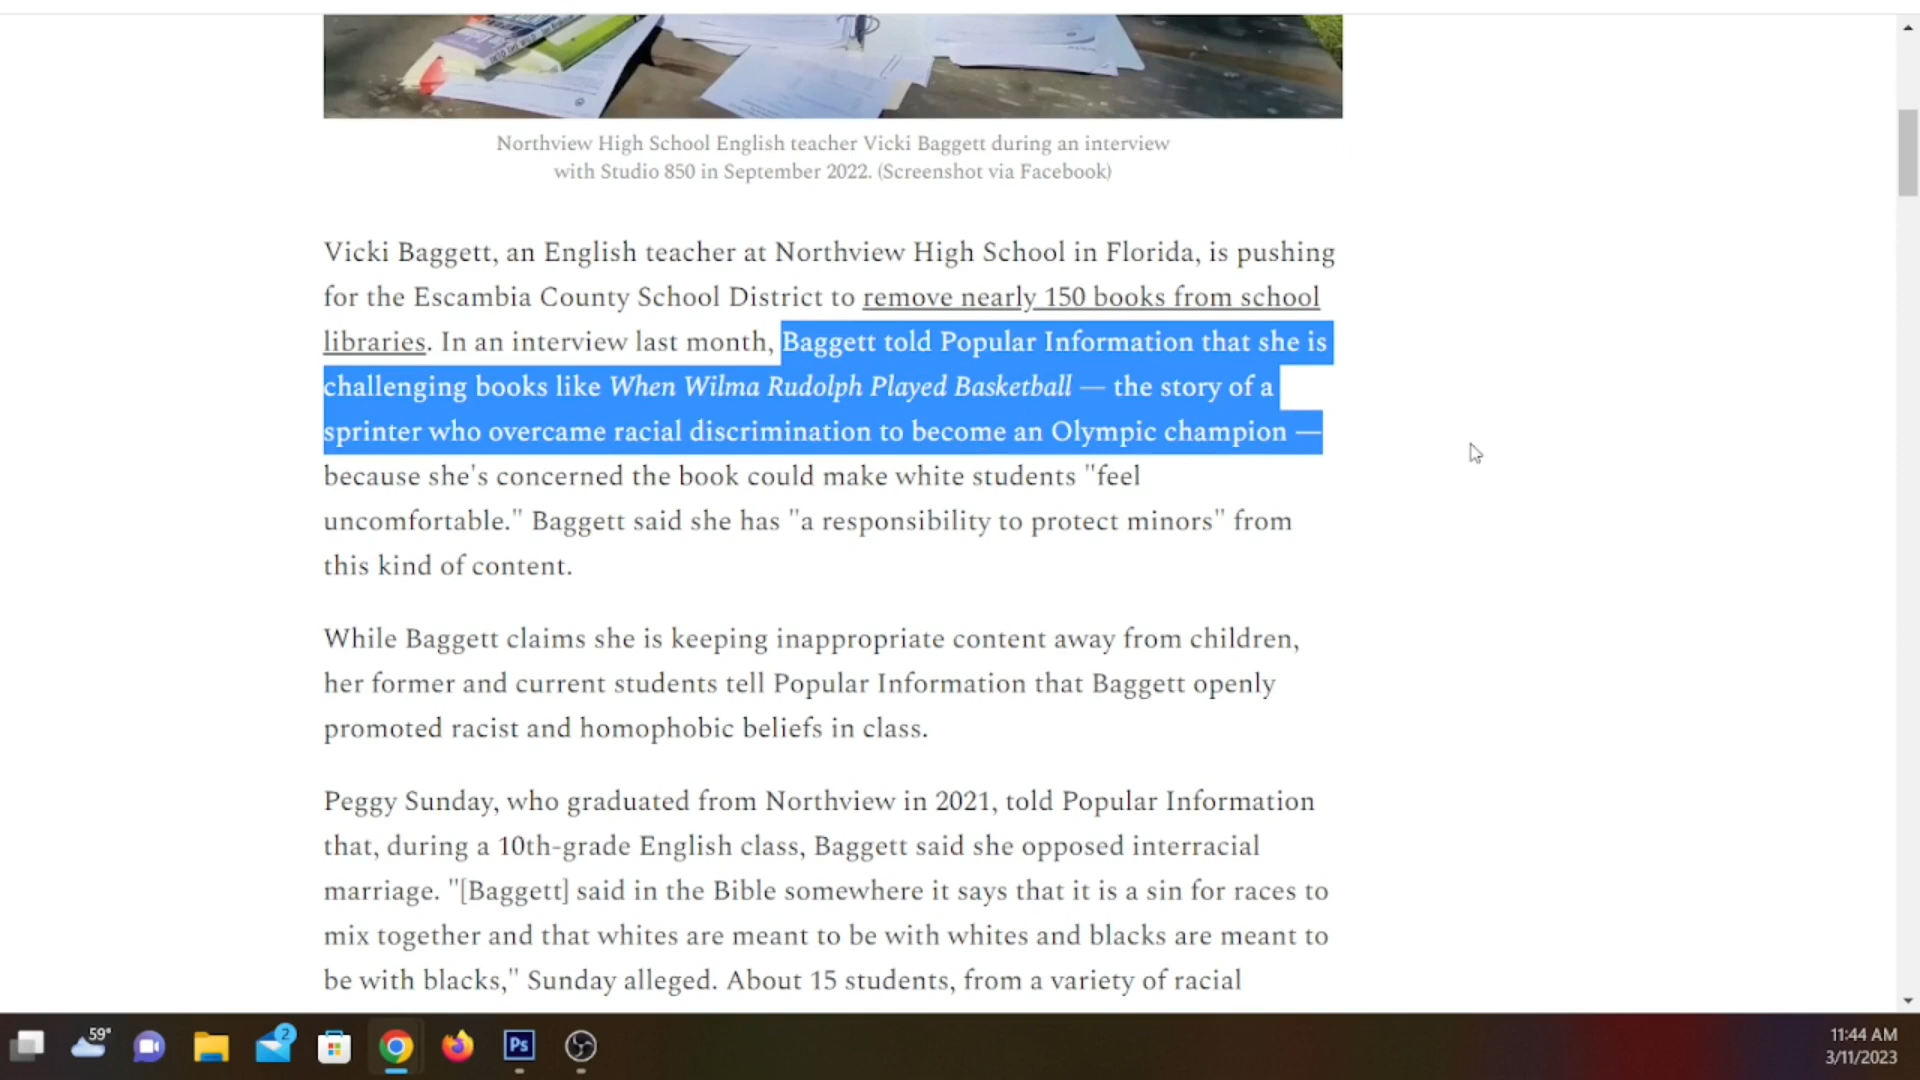 Northview High School English teacher Vicki Baggett during an interview
with Studio 850 in September 2022. (Screenshot via Facebook)
Vicki Baggett, an English teacher at Northview High School in Florida, is pushing
for the Escambia County School District to remove nearly 150 books from school
libraries. In an interview last month, Baggett told Popular Information that she is
challenging books like When Wilma Rudolph Played Basketball — the story of a
sprinter who overcame racial discrimination to become an Olympic champion —
because she's concerned the book could make white students "feel
uncomfortable." Baggett said she has "a responsibility to protect minors" from
this kind of content.
While Baggett claims she is keeping inappropriate content away from children,
her former and current students tell Popular Information that Baggett openly
promoted racist and homophobic beliefs in class.
Peggy Sunday, who graduated from Northview in 2021, told Popular Information
that, during a 10th-grade English class, Baggett said she opposed interracial
marriage. "[Baggett] said in the Bible somewhere it says that it is a sin for races to
mix together and that whites are meant to be with whites and blacks are meant to
be with blacks," Sunday alleged. About 15 students, from a variety of racial
59°
2
Ps
11:44 AM
3/11/2023